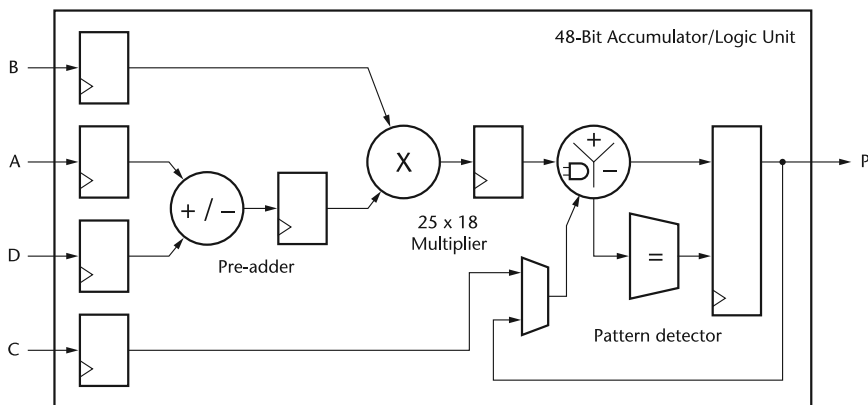 48-Bit Accumulator/Logic Unit
B
A
D
C
+ / –
Pre-adder
X
25 x 18
Multiplier
+
–
=
Pattern detector
P